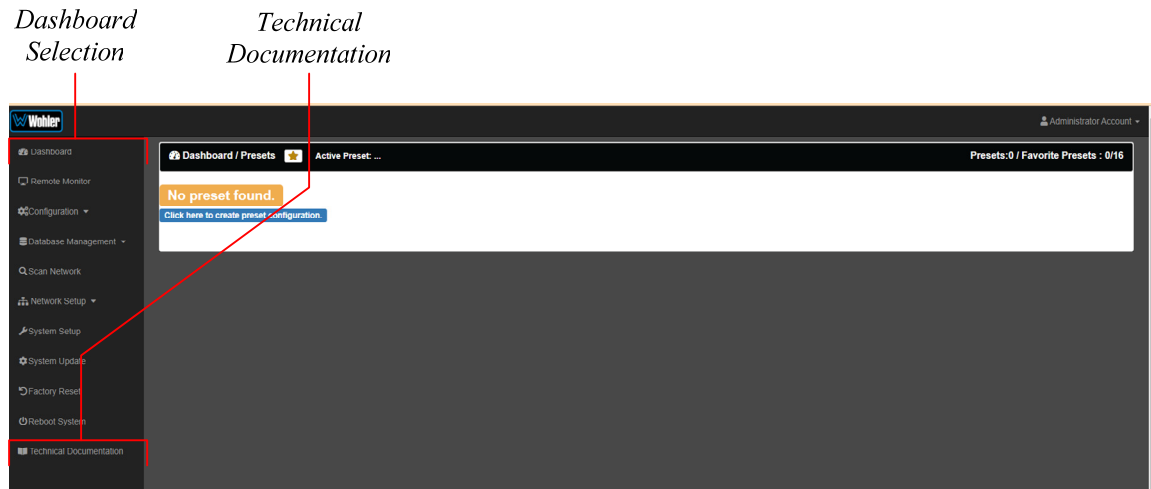 Dashboard
Selection
Technical
Documentation
Wohler
Administrator Account
Dashboard
Dashboard / Presets
Active Preset: ...
Presets:0 / Favorite Presets : 0/16
Remote Monitor
No preset found.
Click here to create preset configuration.
Configuration
Database Management
Scan Network
Network Setup
System Setup
System Update
Factory Reset
Reboot System
Technical Documentation